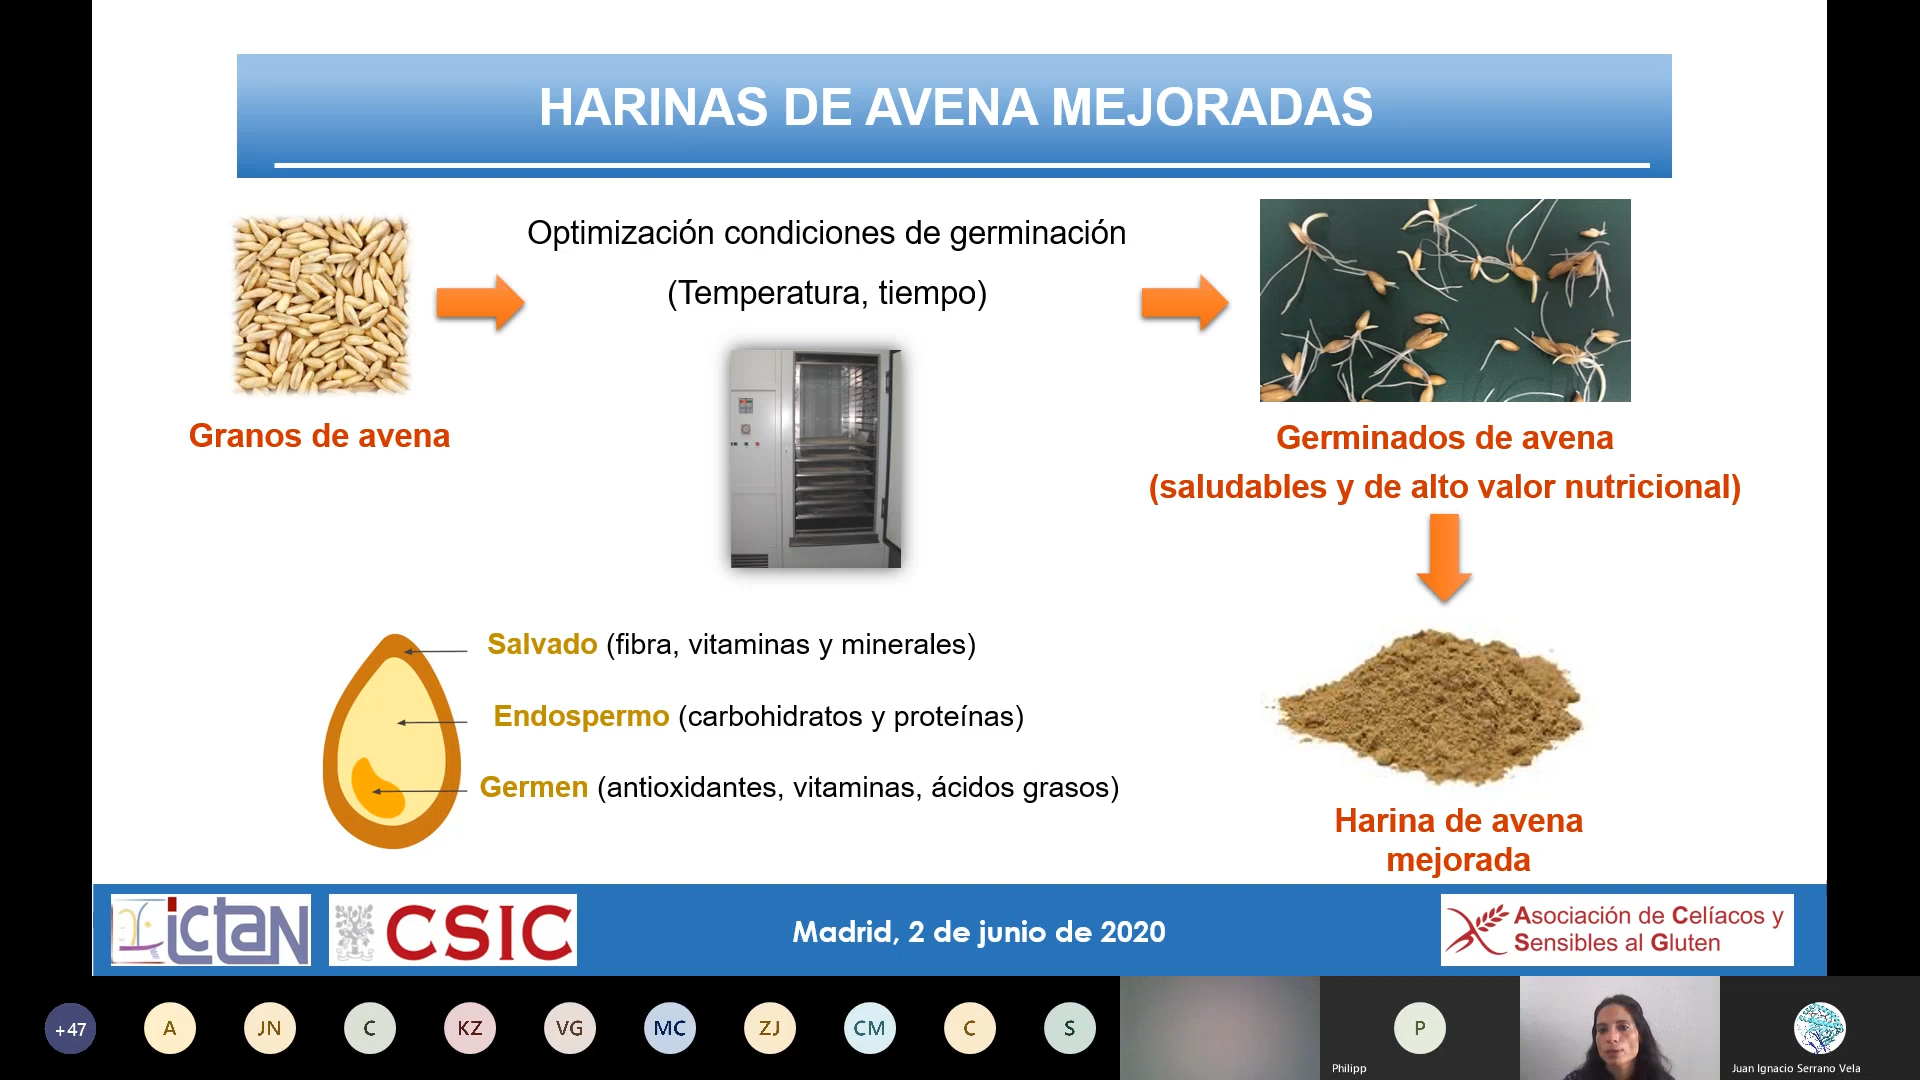 HARINAS DE AVENA MEJORADAS
Optimización condiciones de germinación
(Temperatura, tiempo)
Granos de avena
Germinados de avena
(saludables y de alto valor nutricional)
Salvado (fibra, vitaminas y minerales)
Endospermo (carbohidratos y proteínas)
Germen (antioxidantes, vitaminas, ácidos grasos)
Harina de avena
mejorada
ictan
CSIC
Madrid, 2 de junio de 2020
Asociación de Celíacos y
Sensibles al Gluten
+47
A
JN
C
KZ
VG
MC
ZJ
CM
C
S
P
Philipp
Juan Ignacio Serrano Vela